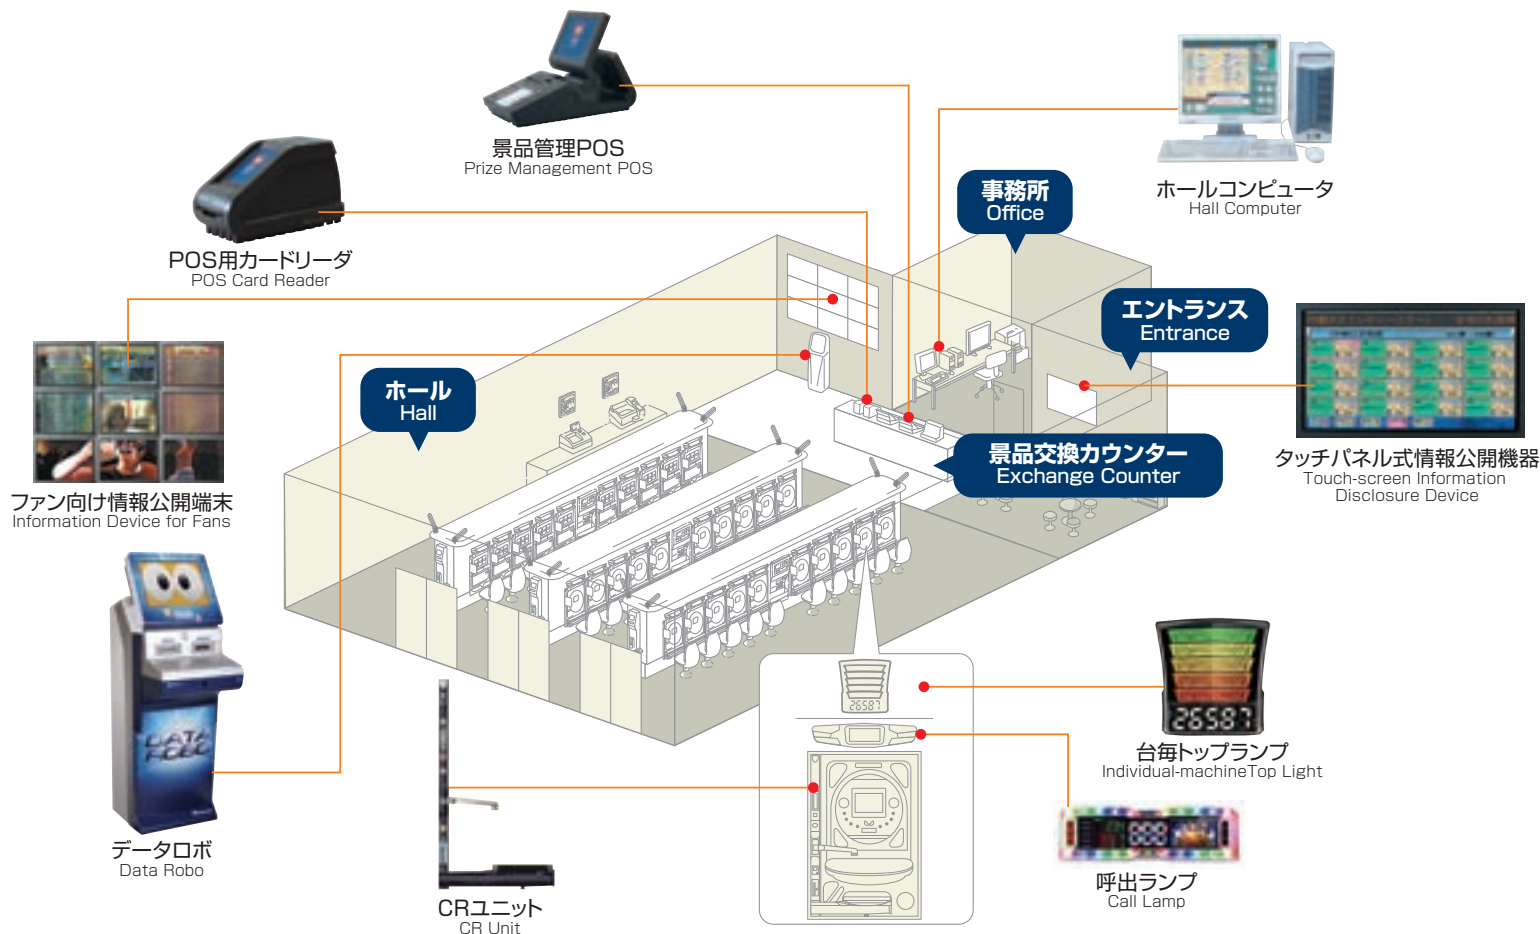 景品管理POS
Prize Management POS
ホールコンピュータ
Hall Computer
事務所
Office
POS用カードリーダ
POS Card Reader
エントランス
Entrance
ホール
Hall
景品交換カウンター
Exchange Counter
タッチパネル式情報公開機器
Touch-screen Information
Disclosure Device
ファン向け情報公開端末
Information Device for Fans
DATA
ROBO
26587
26587
台毎トップランプ
Individual-machineTop Light
データロボ
Data Robo
呼出ランプ
Call Lamp
CRユニット
CR Unit